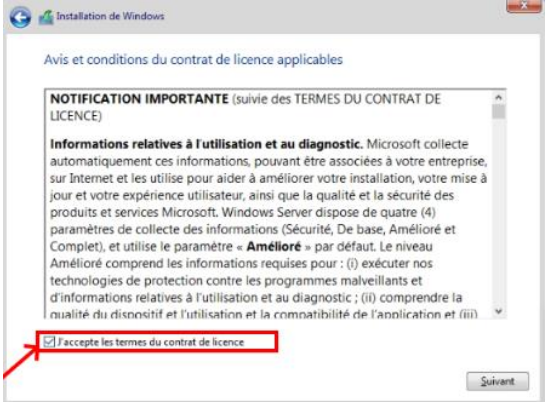 Installation de Windows
Avis et conditions du contrat de licence applicables
NOTIFICATION IMPORTANTE (suivie des TERMES DU CONTRAT DE
LICENCE)
Informations relatives à l'utilisation et au diagnostic. Microsoft collecte
automatiquement ces informations, pouvant être associées à votre entreprise,
sur Internet et les utilise pour aider à améliorer votre installation, votre mise à
jour et votre expérience utilisateur, ainsi que la qualité et la sécurité des
produits et services Microsoft. Windows Server dispose de quatre (4)
paramètres de collecte des informations (Sécurité, De base, Amélioré et
Complet), et utilise le paramètre « Amélioré » par défaut. Le niveau
Amélioré comprend les informations requises pour : (i) exécuter nos
technologies de protection contre les programmes malveillants et
d'informations relatives à l'utilisation et au diagnostic ; (ii) comprendre la
qualité du dispositif et l'utilisation et la compatibilité de l'application et (iii)
J'accepte les termes du contrat de licence
Suivant